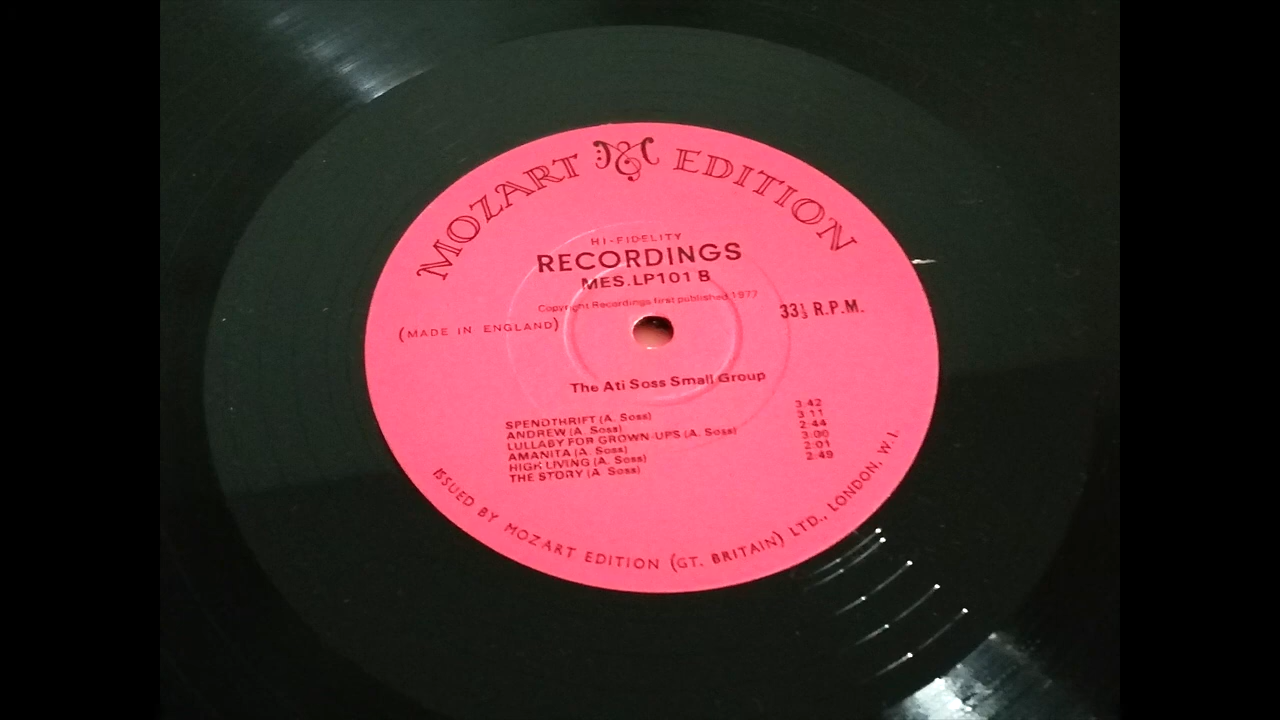 MOZART EDITION
HI-FIDELITY
RECORDINGS
MES.LP101 B
Copyright Recordings first published 1977
(MADE IN ENGLAND)
33⅓ R.P.M.
The Ati Soss Small Group
SPENDTHRIFT (A. Soss) 3:42
ANDREW (A. Soss) 3:11
LULLABY FOR GROWN-UPS (A. Soss) 2:44
AMANITA (A. Soss) 3:00
HIGH LIVING (A. Soss) 2:01
THE STORY (A. Soss) 2:49
ISSUED BY MOZART EDITION (GT. BRITAIN) LTD., LONDON, W.1.